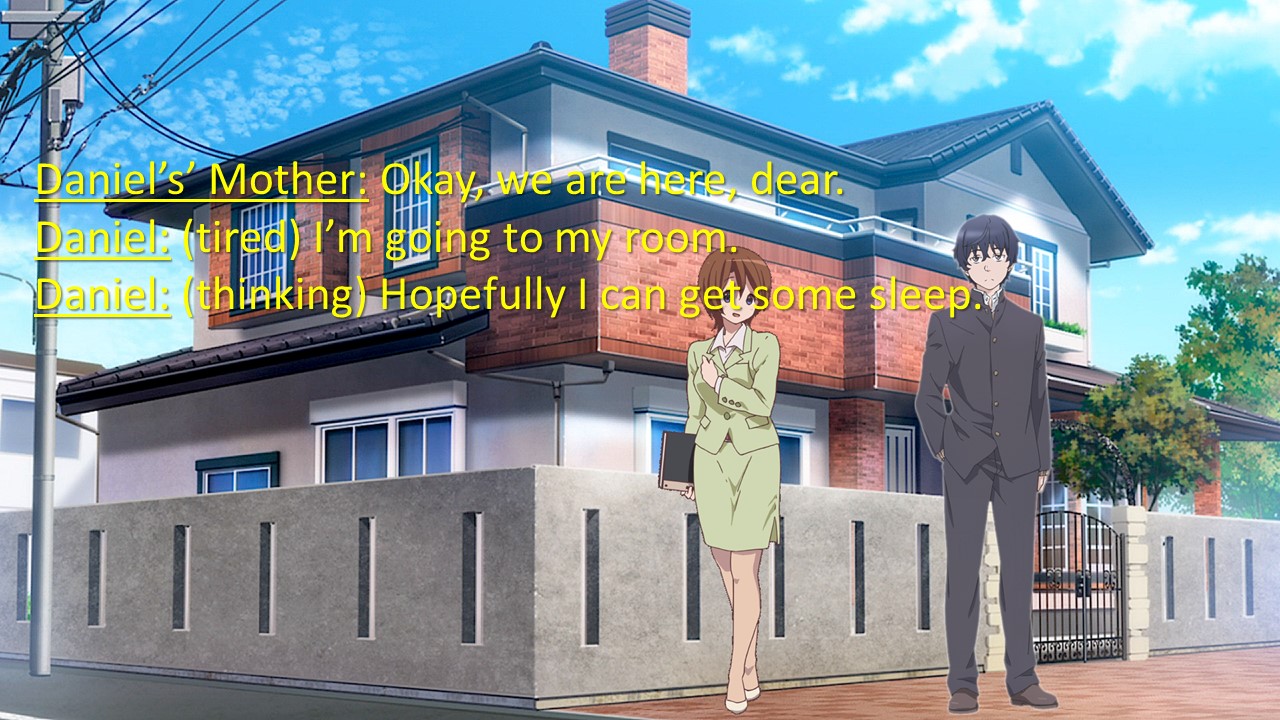 Daniel’s’ Mother: Okay, we are here, dear.
Daniel: (tired) I’m going to my room.
Daniel: (thinking) Hopefully I can get some sleep.